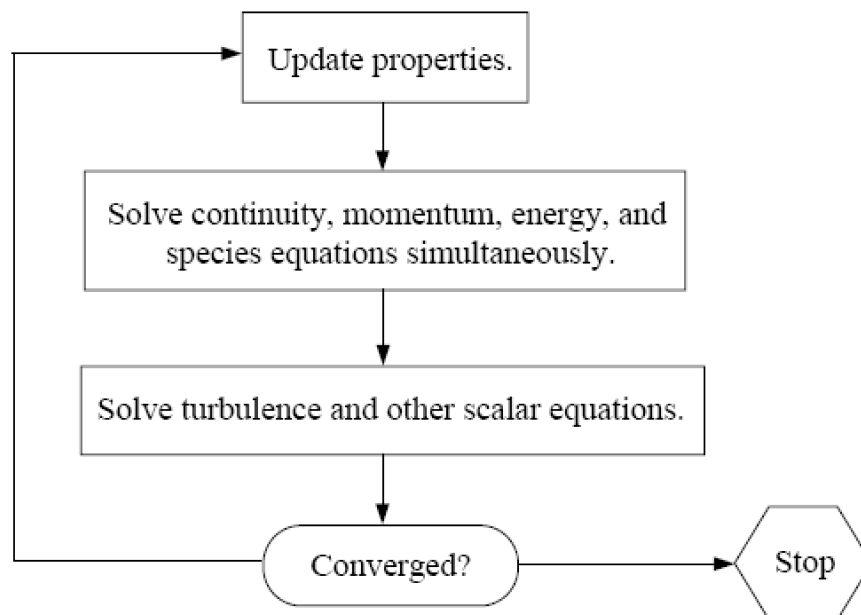 Update properties.
Solve continuity, momentum, energy, and
species equations simultaneously.
Solve turbulence and other scalar equations.
Converged?
Stop